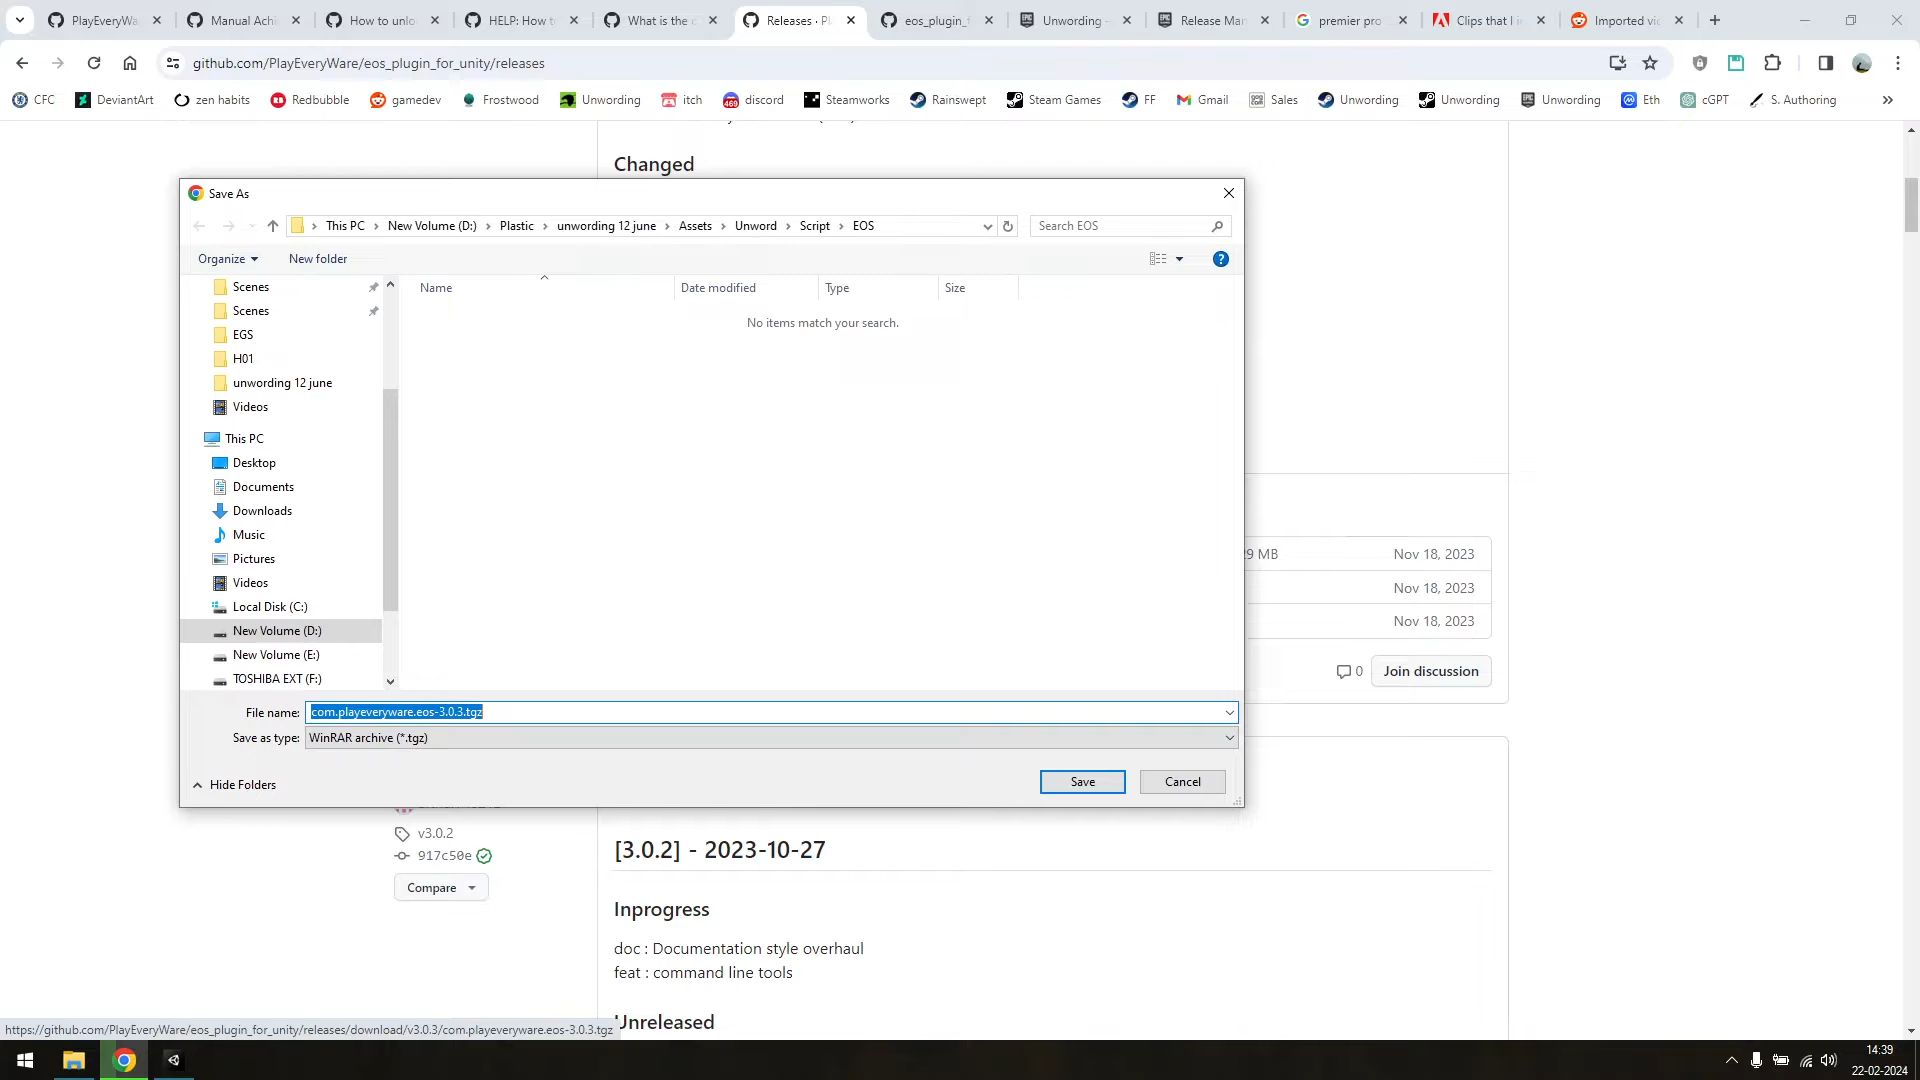 PlayEveryWa
Manual Achi
How to unlo
HELP: How t
What is the c
Releases · Pl
eos_plugin_f
Unwording -
Release Man
premier pro
Clips that I i
Imported vid
github.com/PlayEveryWare/eos_plugin_for_unity/releases
CFC
DeviantArt
zen habits
Redbubble
gamedev
Frostwood
Unwording
itch
discord
Steamworks
Rainswept
Steam Games
FF
Gmail
Sales
Unwording
Unwording
Unwording
Eth
cGPT
S. Authoring
Changed
Save As
This PC > New Volume (D:) > Plastic > unwording 12 june > Assets > Unword > Script > EOS
Search EOS
Organize
New folder
Name
Date modified
Type
Size
No items match your search.
Scenes
Scenes
EGS
H01
unwording 12 june
Videos
This PC
Desktop
Documents
Downloads
Music
Pictures
Videos
Local Disk (C:)
New Volume (D:)
New Volume (E:)
TOSHIBA EXT (F:)
File name: com.playeveryware.eos-3.0.3.tgz
Save as type: WinRAR archive (*.tgz)
Hide Folders
Save
Cancel
29 MB
Nov 18, 2023
Nov 18, 2023
Nov 18, 2023
0
Join discussion
v3.0.2
917c50e
Compare
[3.0.2] - 2023-10-27
Inprogress
doc : Documentation style overhaul
feat : command line tools
Unreleased
https://github.com/PlayEveryWare/eos_plugin_for_unity/releases/download/v3.0.3/com.playeveryware.eos-3.0.3.tgz
14:39
22-02-2024